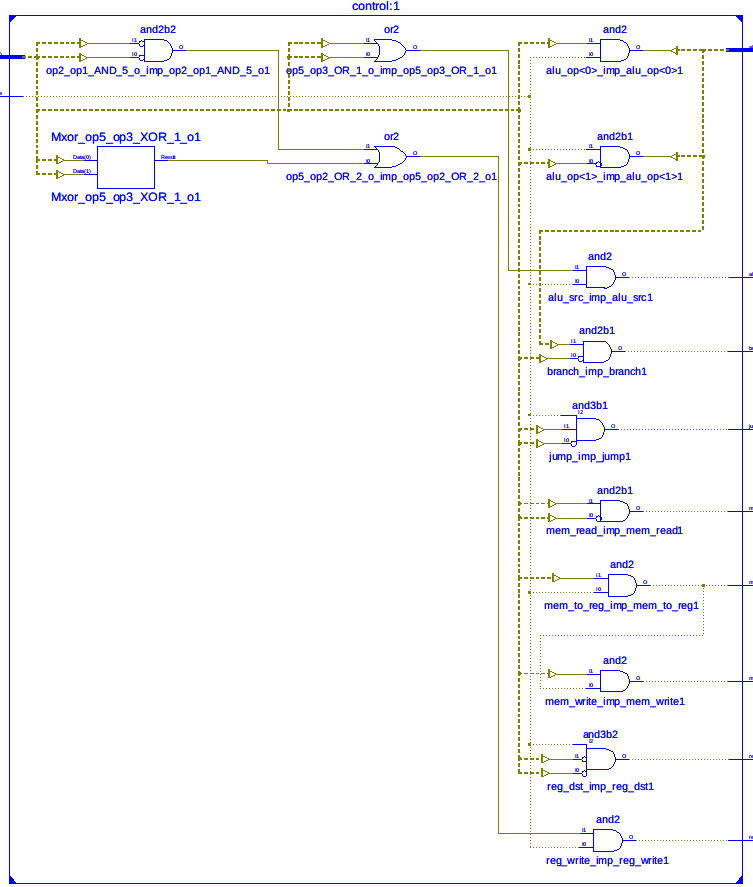 control:1
and2b2
I1
I0
O
op2_op1_AND_5_o_imp_op2_op1_AND_5_o1
or2
I1
I0
O
op5_op3_OR_1_o_imp_op5_op3_OR_1_o1
and2
I1
I0
O
alu_op<0>_imp_alu_op<0>1
Mxor_op5_op3_XOR_1_o1
Data(0)
Data(1)
Result
Mxor_op5_op3_XOR_1_o1
or2
I1
I0
O
op5_op2_OR_2_o_imp_op5_op2_OR_2_o1
and2b1
I1
I0
O
alu_op<1>_imp_alu_op<1>1
and2
I1
I0
O
alu_src_imp_alu_src1
and2b1
I1
I0
O
branch_imp_branch1
and3b1
I2
I1
I0
O
jump_imp_jump1
and2b1
I1
I0
O
mem_read_imp_mem_read1
and2
I1
I0
O
mem_to_reg_imp_mem_to_reg1
and2
I1
I0
O
mem_write_imp_mem_write1
and3b2
I2
I1
I0
O
reg_dst_imp_reg_dst1
and2
I1
I0
O
reg_write_imp_reg_write1